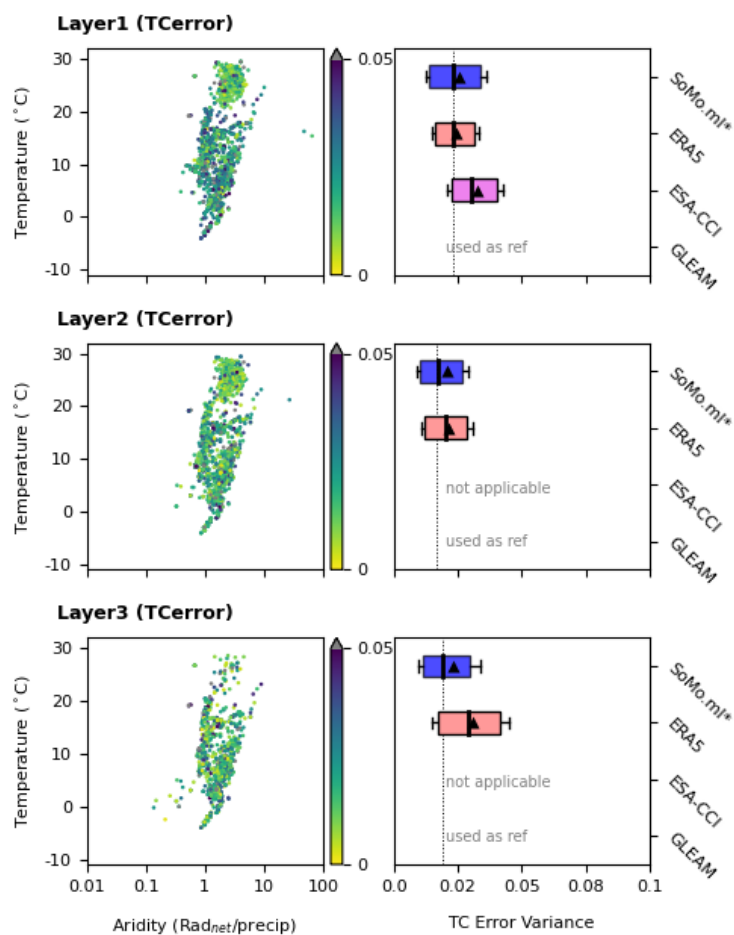 Layer1 (TCerror)
Temperature (°C)
30
20
10
0
-10
0.05
0
used as ref
SoMo.ml*
ERA5
ESA-CCI
GLEAM
Layer2 (TCerror)
Temperature (°C)
30
20
10
0
-10
0.05
0
not applicable
used as ref
SoMo.ml*
ERA5
ESA-CCI
GLEAM
Layer3 (TCerror)
Temperature (°C)
30
20
10
0
-10
0.05
0
not applicable
used as ref
SoMo.ml*
ERA5
ESA-CCI
GLEAM
0.01 0.1 1 10 100
0.0 0.02 0.05 0.08 0.1
Aridity (Rad_net/precip)
TC Error Variance